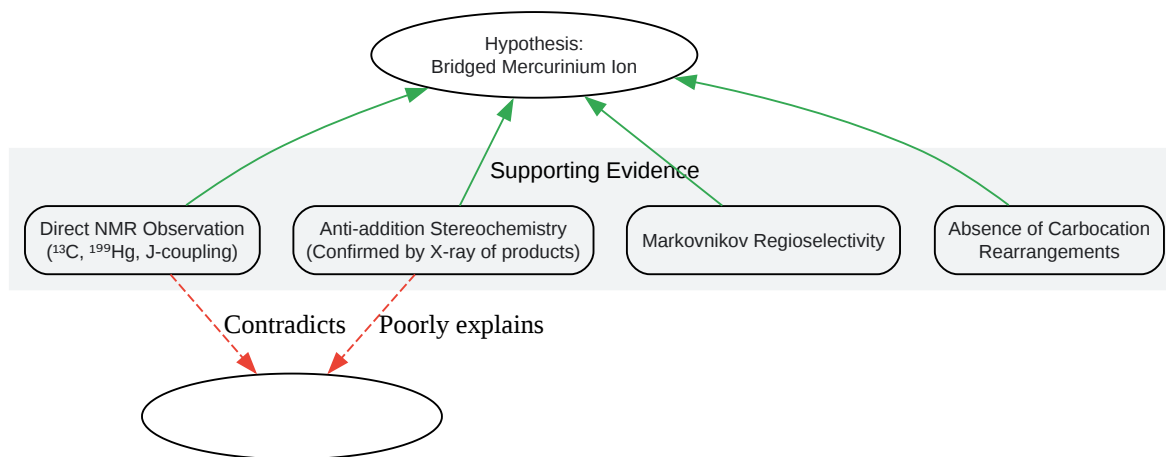 Hypothesis:
Bridged Mercurinium Ion
Supporting Evidence
Direct NMR Observation
(¹³C, ¹⁹⁹Hg, J-coupling)
Anti-addition Stereochemistry
(Confirmed by X-ray of products)
Markovnikov Regioselectivity
Absence of Carbocation
Rearrangements
Contradicts
Poorly explains